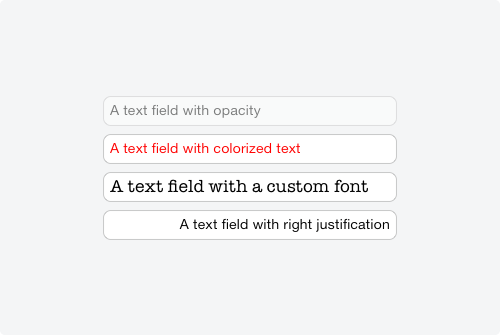 A text field with opacity
A text field with colorized text
A text field with a custom font
A text field with right justification